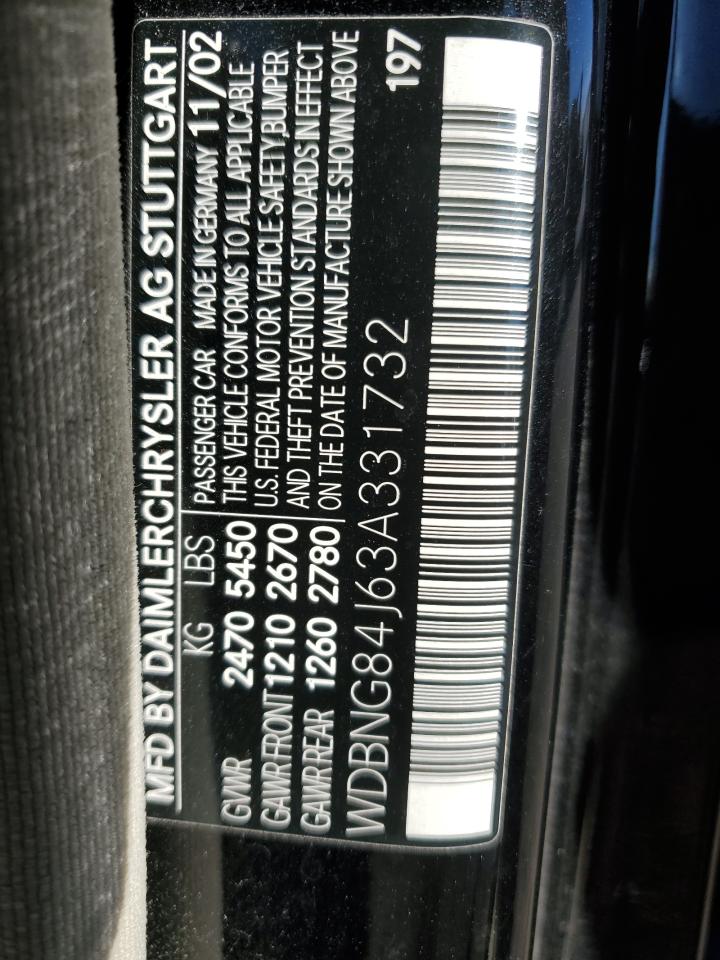 MFD BY DAIMLERCHRYSLER AG STUTTGART
KG LBS PASSENGER CAR MADE IN GERMANY 11/02
GVWR 2470 5450 THIS VEHICLE CONFORMS TO ALL APPLICABLE
GAWR FRONT 1210 2670 U.S. FEDERAL MOTOR VEHICLE SAFETY,BUMPER
GAWR REAR 1260 2780 AND THEFT PREVENTION STANDARDS IN EFFECT
ON THE DATE OF MANUFACTURE SHOWN ABOVE
WDBNG84J63A331732 197